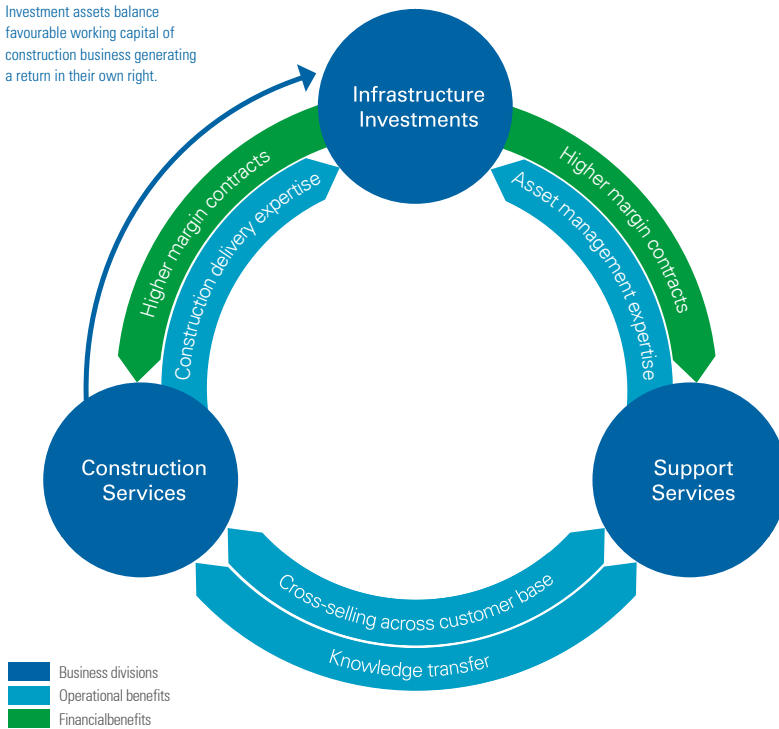 Investment assets balance
favourable working capital of
construction business generating
a return in their own right.
Infrastructure
Investments
Higher margin contracts
Construction delivery expertise
Asset management expertise
Higher margin contracts
Construction
Services
Support
Services
Cross-selling across customer base
Knowledge transfer
Business divisions
Operational benefits
Financialbenefits